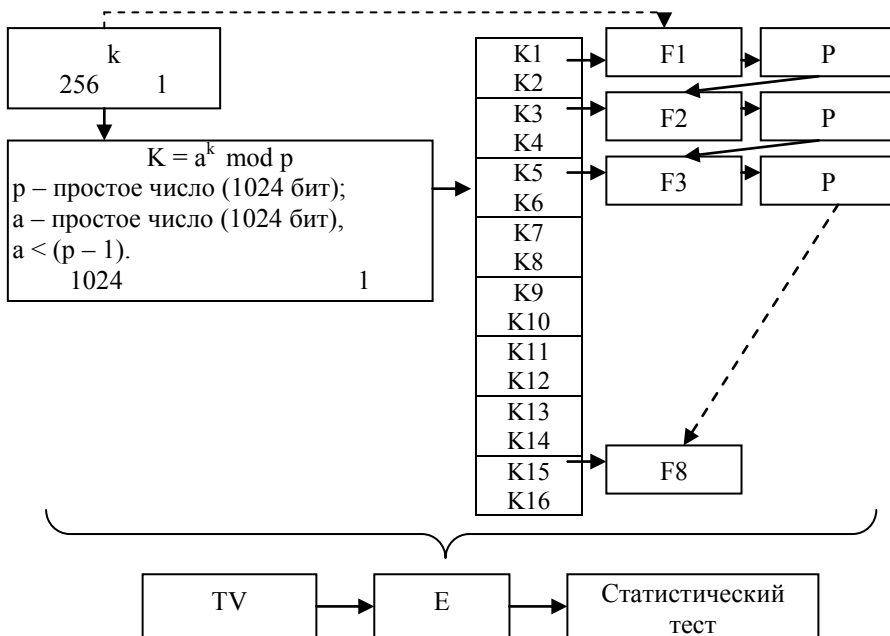 k
256 1
K = a^k mod p
p – простое число (1024 бит);
a – простое число (1024 бит),
a < (p – 1).
1024 1
K1
K2
K3
K4
K5
K6
K7
K8
K9
K10
K11
K12
K13
K14
K15
K16
F1 P
F2 P
F3 P
F8
TV
E
Статистический
тест